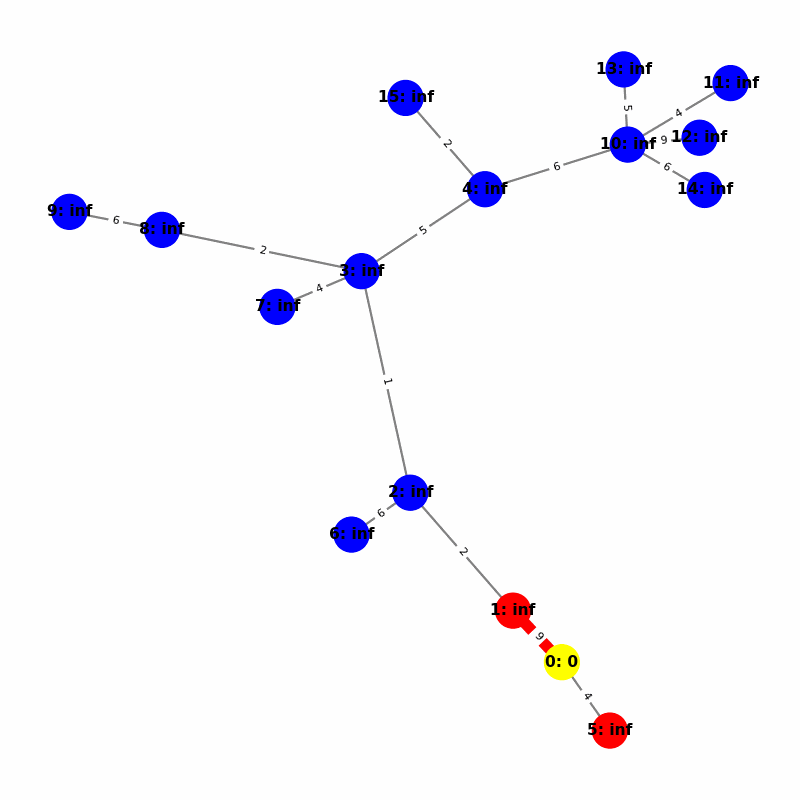 13: inf
11: inf
15: inf
5
4
12: inf
10: inf
9
2
6
6
4: inf
14: inf
9: inf
6
8: inf
5
2
3: inf
4
7: inf
1
2: inf
6
6: inf
2
1: inf
9
0: 0
4
5: inf